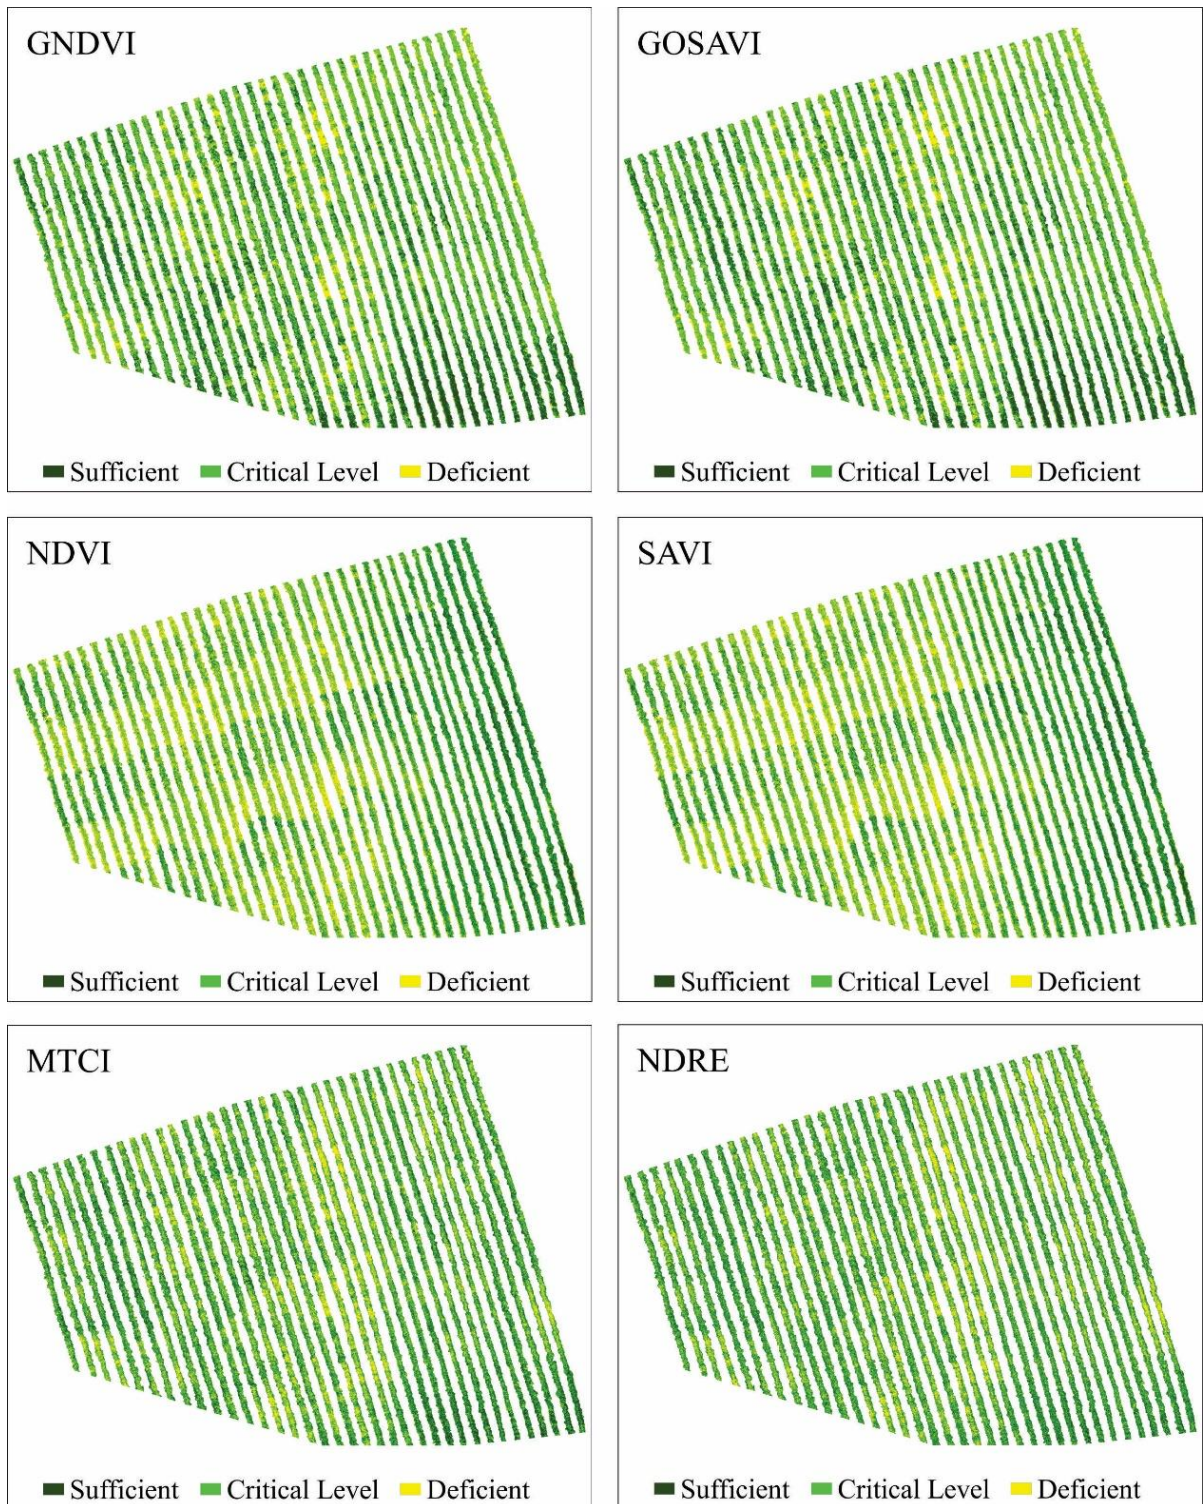 GNDVI
Sufficient Critical Level Deficient
GOSAVI
Sufficient Critical Level Deficient
NDVI
Sufficient Critical Level Deficient
SAVI
Sufficient Critical Level Deficient
MTCI
Sufficient Critical Level Deficient
NDRE
Sufficient Critical Level Deficient